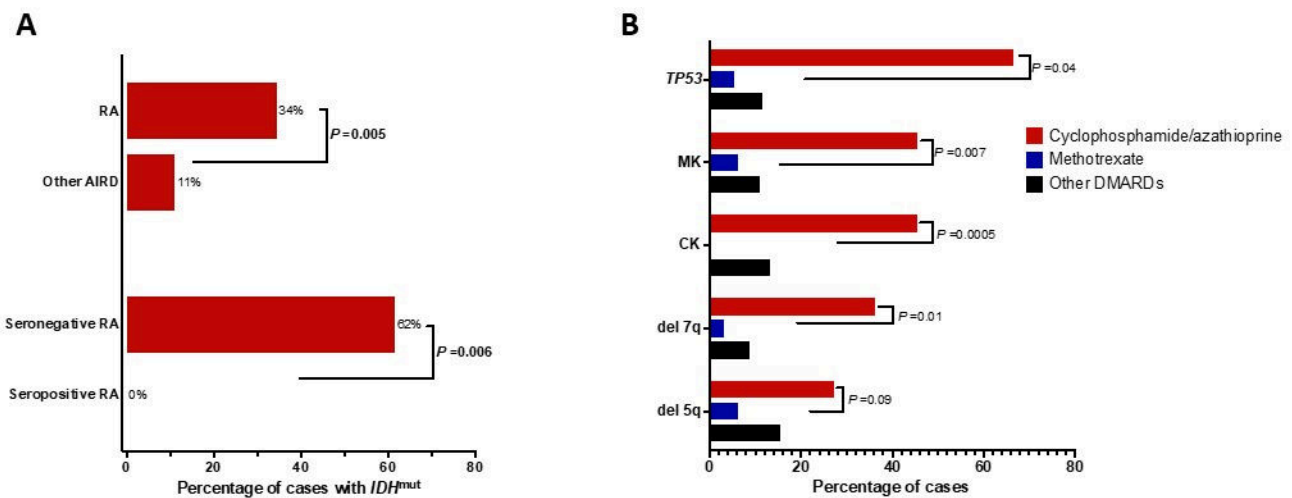 A
RA
34%
P=0.005
Other AIRD
11%
Seronegative RA
62%
P=0.006
Seropositive RA
0%
0 20 40 60 80
Percentage of cases with IDHmut
B
TP53
P=0.04
MK
P=0.007
CK
P=0.0005
del 7q
P=0.01
del 5q
P=0.09
0 20 40 60 80
Percentage of cases
Cyclophosphamide/azathioprine
Methotrexate
Other DMARDs